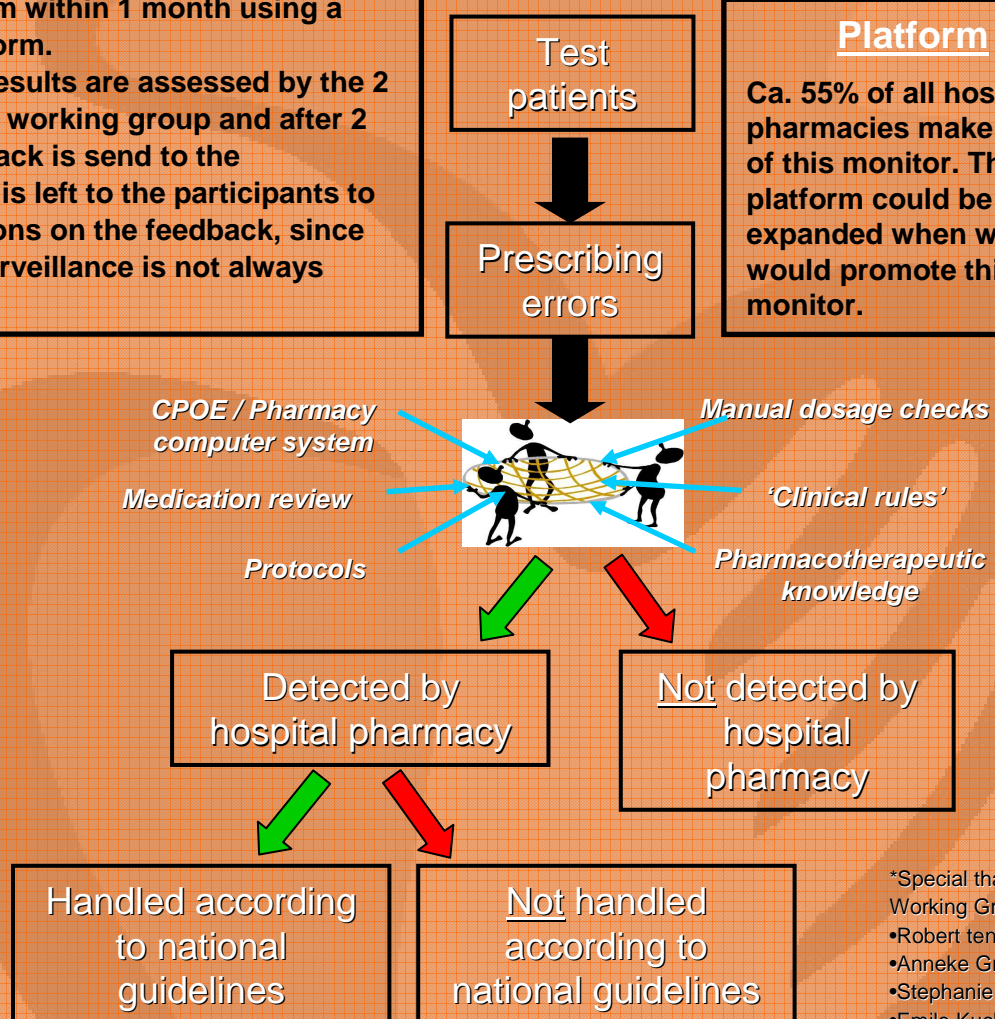 within 1 month using a
orm.
esults are assessed by the 2
working group and after 2
ack is send to the
is left to the participants to
ons on the feedback, since
rveillance is not always
Test
patients
Platform
Ca. 55% of all hos
pharmacies make
of this monitor. Th
platform could be
expanded when w
would promote thi
monitor.
Prescribing
errors
CPOE / Pharmacy
computer system
Medication review
Protocols
Manual dosage checks
‘Clinical rules’
Pharmacotherapeutic
knowledge
Detected by
hospital pharmacy
Not detected by
hospital
pharmacy
Handled according
to national
guidelines
Not handled
according to
national guidelines
*Special tha
Working Gr
•Robert ten
•Anneke Gr
•Stephanie